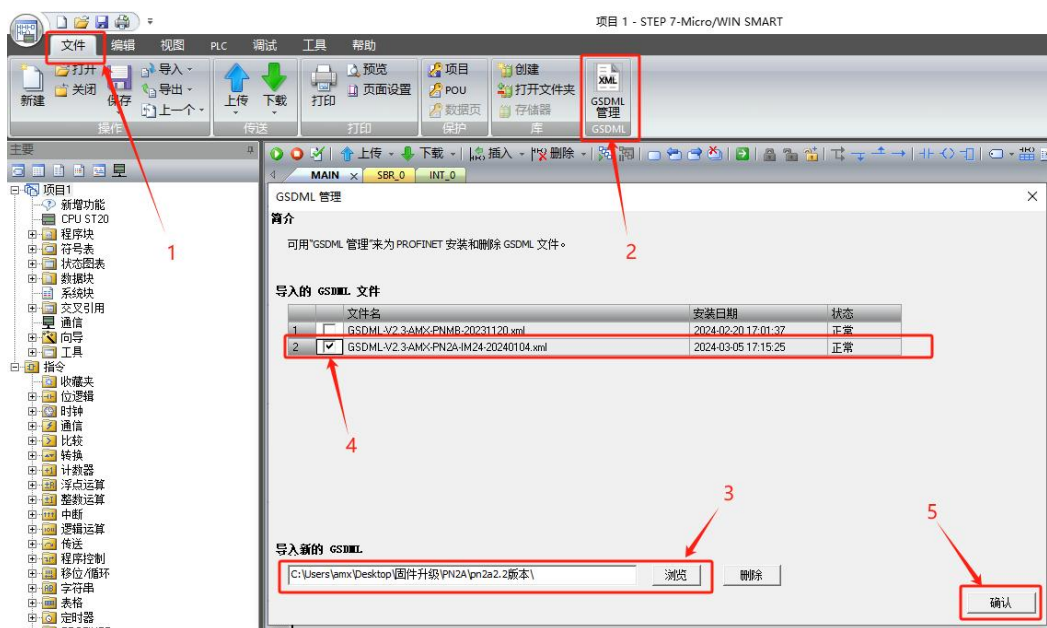 项目 1 - STEP 7-Micro/WIN SMART
文件 编辑 视图 PLC 调试 工具 帮助
新建 打开 关闭 保存 导入 导出 上一个
上传 下载
打印 预览 页面设置
项目 POU 数据页
创建 打开文件夹 存储器
XML GSDML 管理
操作 传送 打印 保护 库 GSDML
主要
上传 下载 插入 删除
MAIN SBR_0 INT_0
项目1
新增功能
CPU ST20
程序块
符号表
状态图表
数据块
系统块
交叉引用
通信
向导
工具
指令
收藏夹
位逻辑
时钟
通信
比较
转换
计数器
浮点运算
整数运算
中断
逻辑运算
传送
程序控制
移位/循环
字符串
表格
定时器
GSDML 管理
简介
可用"GSDML 管理"来为 PROFINET 安装和删除 GSDML 文件。
导入的 GSDML 文件
文件名 安装日期 状态
1 GSDML-V2.3-AMX-PNMB-20231120.xml 2024-02-20 17:01:37 正常
2 GSDML-V2.3-AMX-PN2A-IM24-20240104.xml 2024-03-05 17:15:25 正常
导入新的 GSDML
C:\Users\amx\Desktop\固件升级\PN2A\pn2a2.2版本\ 浏览 删除
确认
1
2
3
4
5